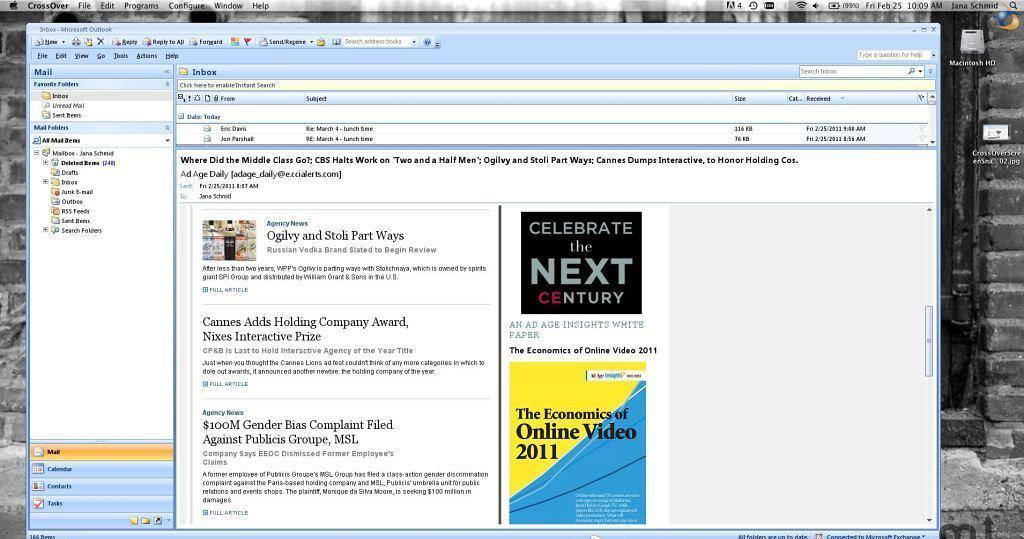 CrossOver File Edit Programs Configure Window Help
4 (99%) Fri Feb 25 10:09 AM Jana Schmid
Inbox - Microsoft Outlook
New Reply Reply to All Forward Send/Receive Search address books
File Edit View Go Tools Actions Help
Type a question for help
Mail
Favorite Folders
Inbox
Unread Mail
Sent Items
Mail Folders
All Mail Items
Mailbox - Jana Schmid
Deleted Items (240)
Drafts
Inbox
Junk E-mail
Outbox
RSS Feeds
Sent Items
Search Folders
Mail
Calendar
Contacts
Tasks
Inbox
Search Inbox
Click here to enable Instant Search
From Subject Size Cat... Received
Date: Today
Eric Davis RE: March 4 - lunch time 116 KB Fri 2/25/2011 9:00 AM
Jon Parshall RE: March 4 - lunch time 76 KB Fri 2/25/2011 8:56 AM
Where Did the Middle Class Go?; CBS Halts Work on 'Two and a Half Men'; Ogilvy and Stoli Part Ways; Cannes Dumps Interactive, to Honor Holding Cos.
Ad Age Daily [adage_daily@e.ccialerts.com]
Sent: Fri 2/25/2011 8:07 AM
To: Jana Schmid
Agency News
Ogilvy and Stoli Part Ways
Russian Vodka Brand Slated to Begin Review
After less than two years, WPP's Ogilvy is parting ways with Stolichnaya, which is owned by spirits
giant SPI Group and distributed by William Grant & Sons in the U.S.
FULL ARTICLE
Cannes Adds Holding Company Award,
Nixes Interactive Prize
CP&B Is Last to Hold Interactive Agency of the Year Title
Just when you thought the Cannes Lions ad fest couldn't think of any more categories in which to
dole out awards, it announced another newbie: the holding company of the year.
FULL ARTICLE
Agency News
$100M Gender Bias Complaint Filed
Against Publicis Groupe, MSL
Company Says EEOC Dismissed Former Employee's
Claims
A former employee of Publicis Groupe's MSL Group has filed a class-action gender discrimination
complaint against the Paris-based holding company and MSL, Publicis' umbrella unit for public
relations and events shops. The plaintiff, Monique da Silva Moore, is seeking $100 million in
damages.
FULL ARTICLE
CELEBRATE
the
NEXT
CENTURY
AN AD AGE INSIGHTS WHITE
PAPER
The Economics of Online Video 2011
Ad Age Insights
The Economics of
Online Video
2011
166 Items
All folders are up to date. Connected to Microsoft Exchange
Macintosh HD
CrossOverScre
enSna...02.jpg